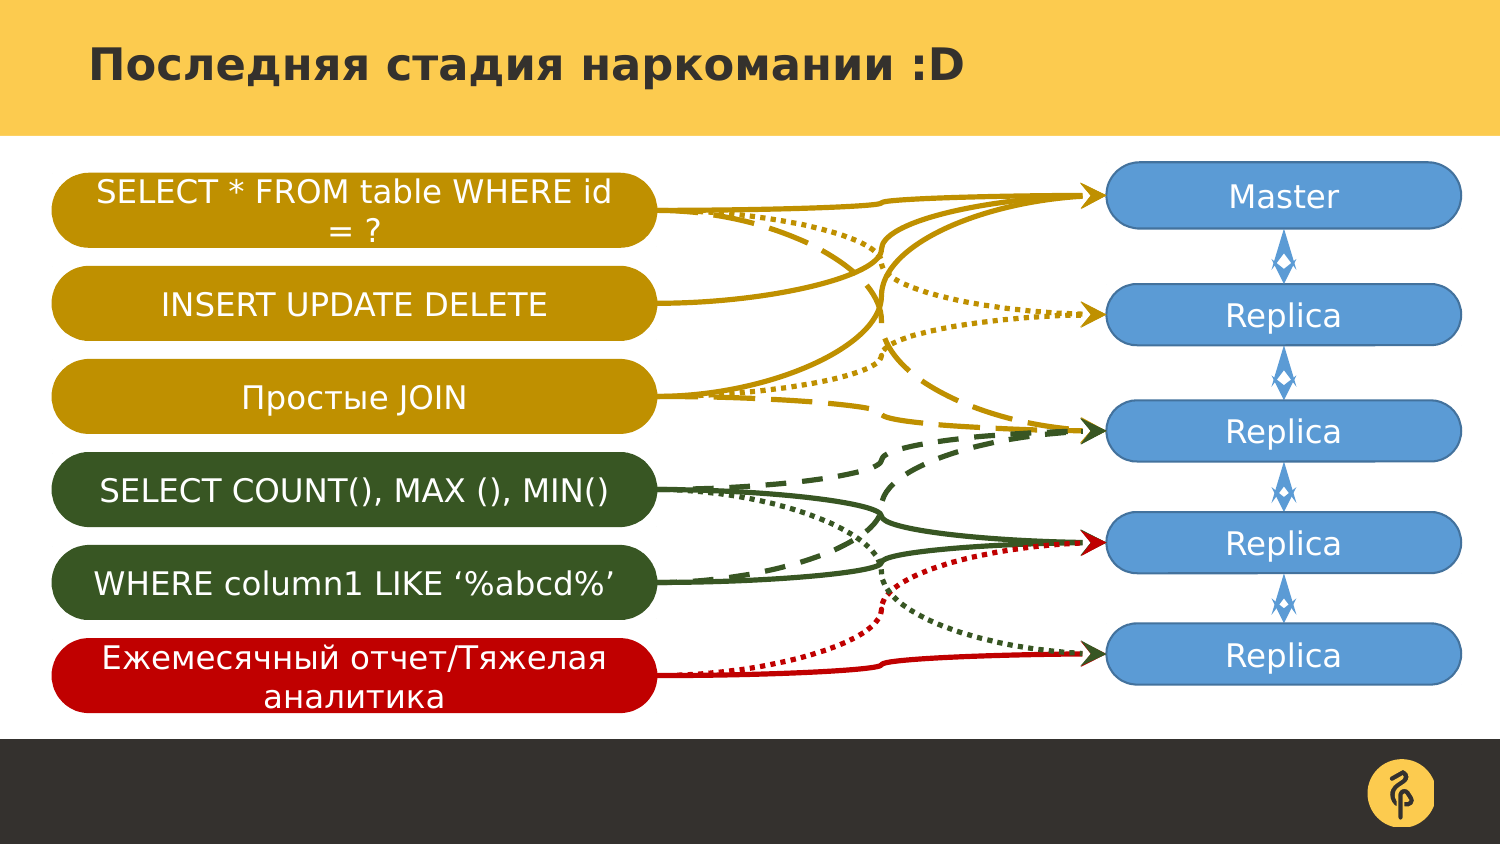 Последняя стадия наркомании :D
SELECT * FROM table WHERE id
= ?
INSERT UPDATE DELETE
Простые JOIN
SELECT COUNT(), MAX (), MIN()
WHERE column1 LIKE ‘%abcd%’
Ежемесячный отчет/Тяжелая
аналитика
Master
Replica
Replica
Replica
Replica